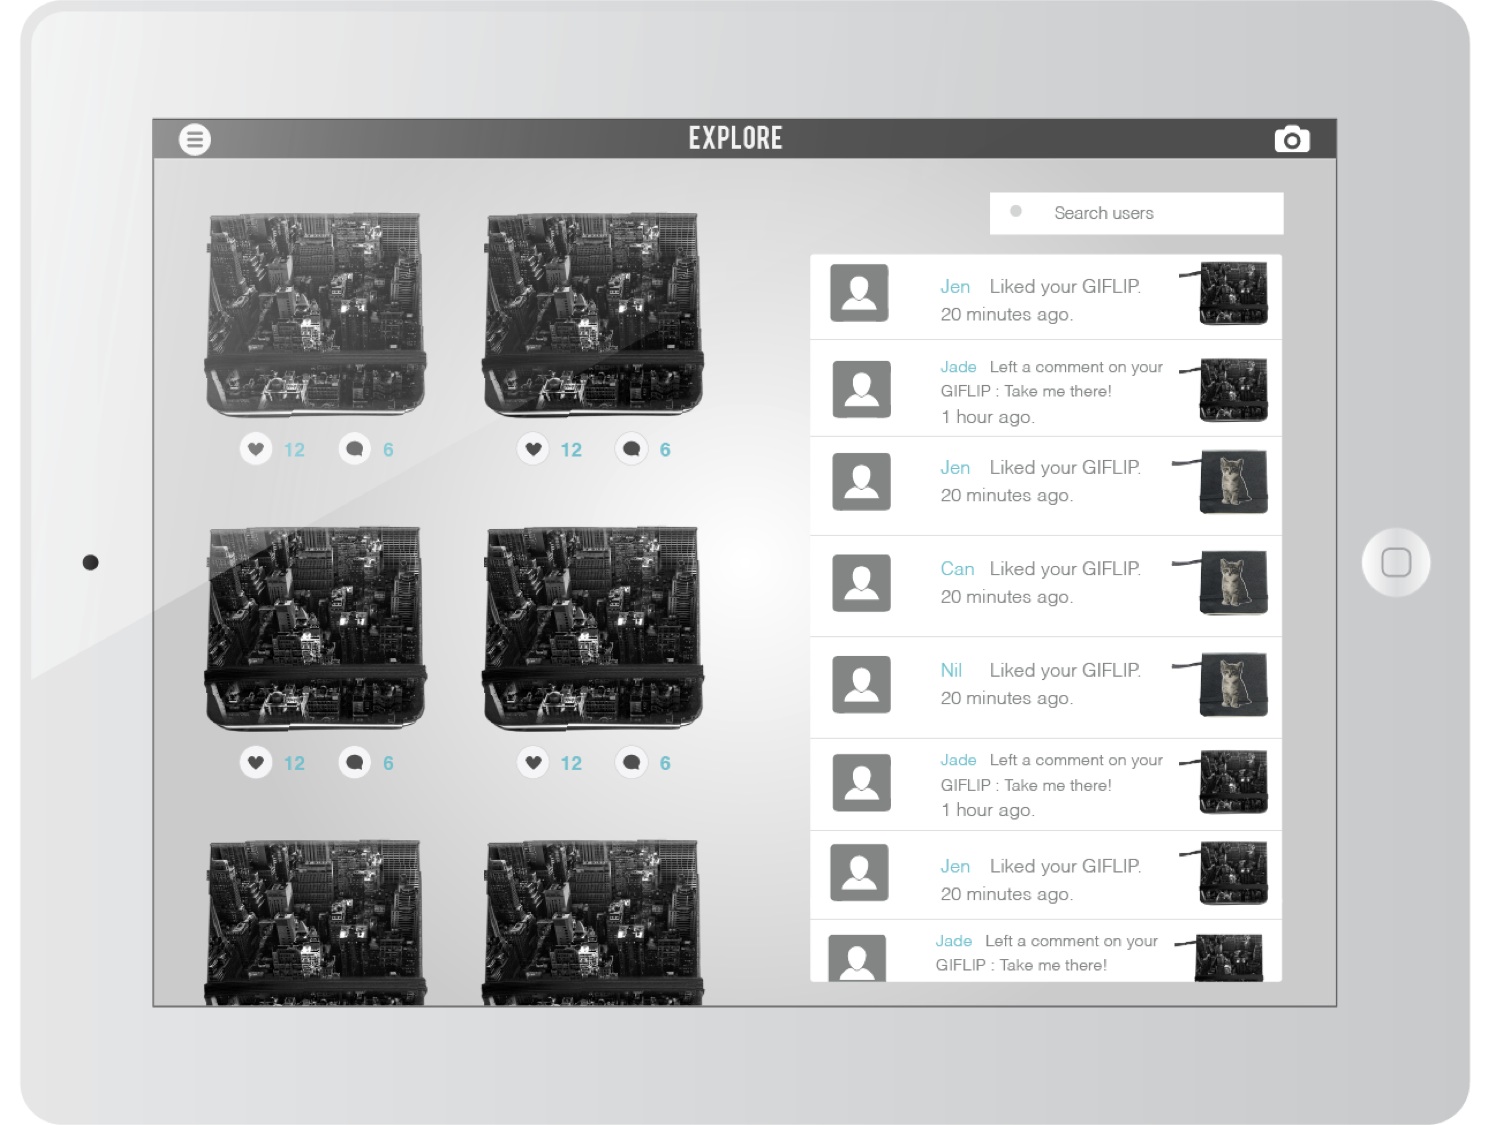 EXPLORE
Search users
12 6 12 6
12 6 12 6
Jen Liked your GIFLIP.
20 minutes ago.
Jade Left a comment on your
GIFLIP : Take me there!
1 hour ago.
Jen Liked your GIFLIP.
20 minutes ago.
Can Liked your GIFLIP.
20 minutes ago.
Nil Liked your GIFLIP.
20 minutes ago.
Jade Left a comment on your
GIFLIP : Take me there!
1 hour ago.
Jen Liked your GIFLIP.
20 minutes ago.
Jade Left a comment on your
GIFLIP : Take me there!